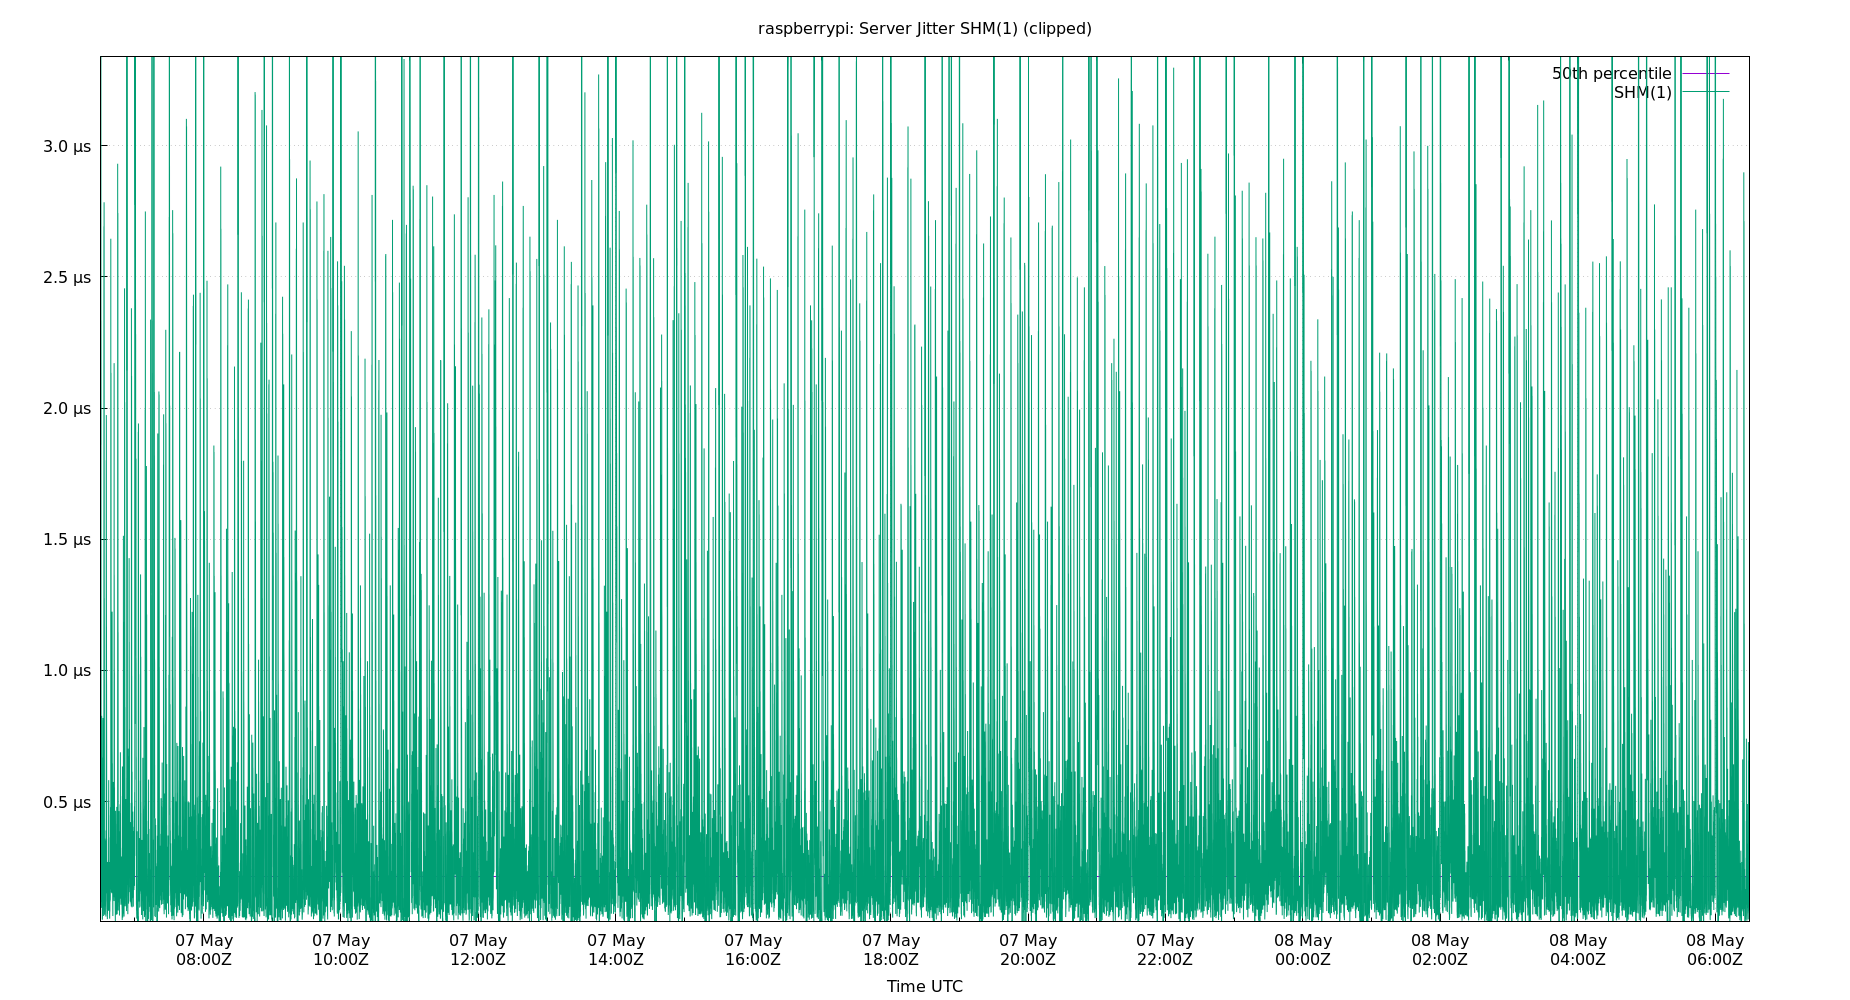 raspberrypi: Server Jitter SHM(1) (clipped)
50th percentile
SHM(1)
3.0 µs
2.5 µs
2.0 µs
1.5 µs
1.0 µs
0.5 µs
07 May 07 May 07 May 07 May 07 May 07 May 07 May 07 May 08 May 08 May 08 May 08 May
08:00Z 10:00Z 12:00Z 14:00Z 16:00Z 18:00Z 20:00Z 22:00Z 00:00Z 02:00Z 04:00Z 06:00Z
Time UTC